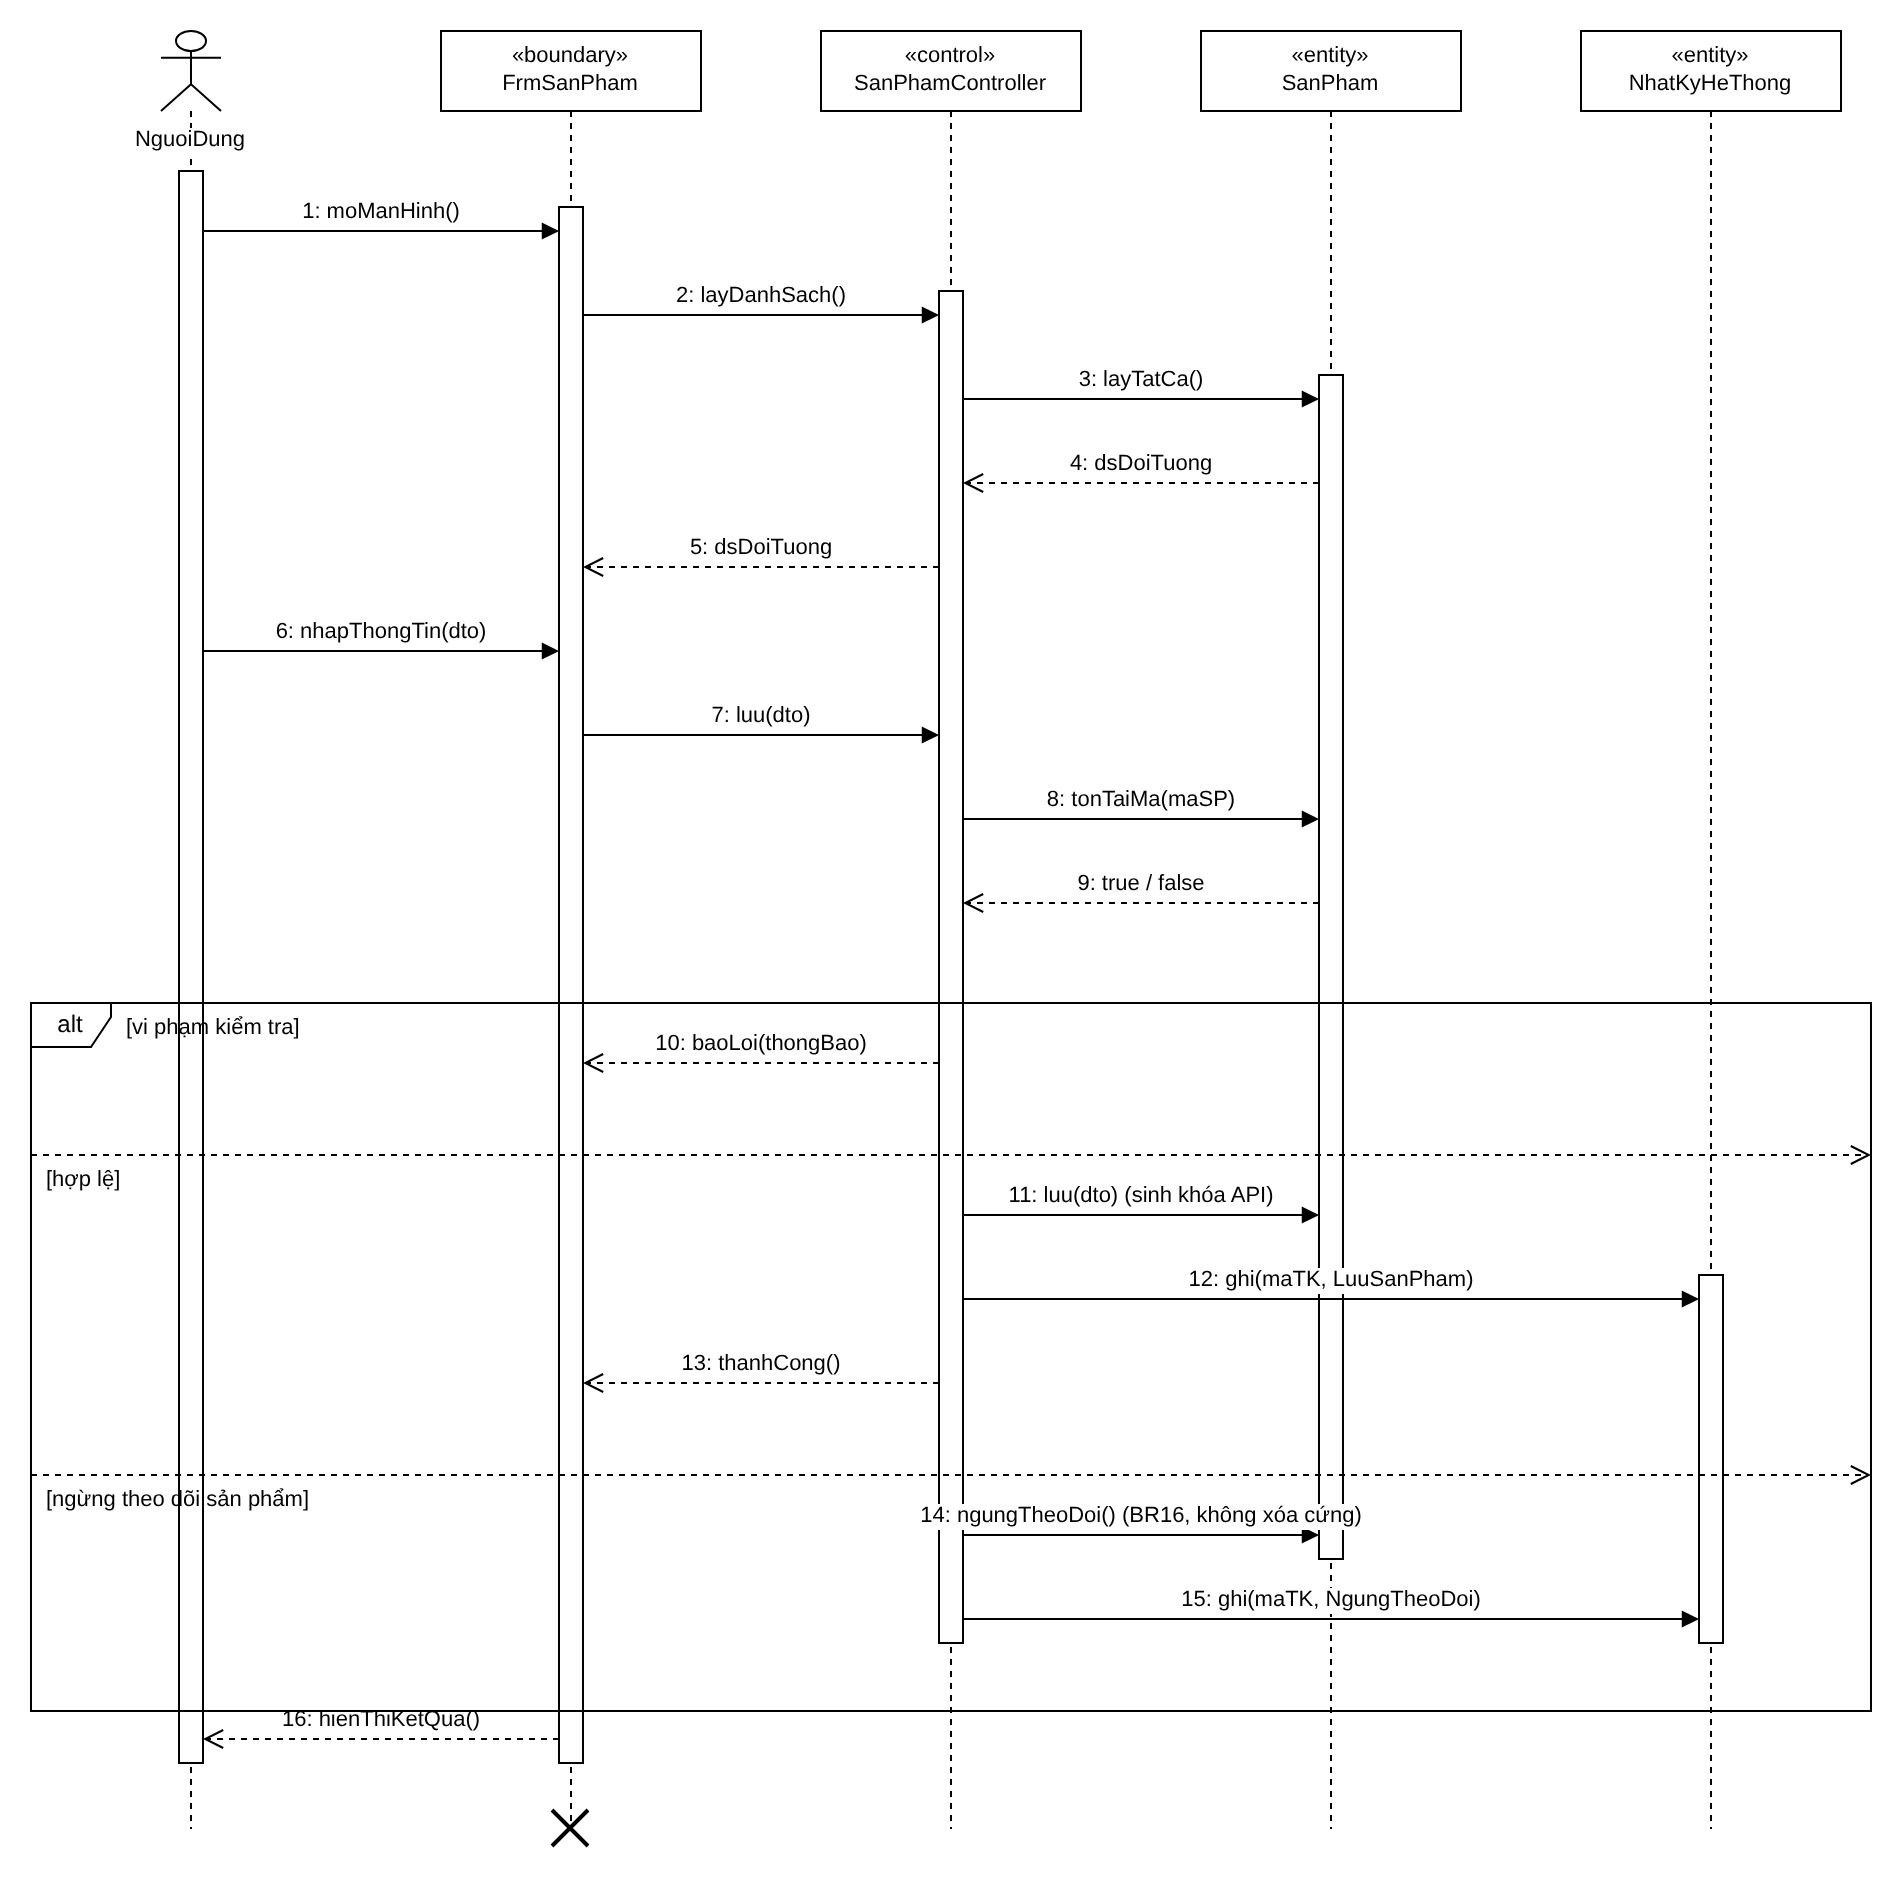 «boundary»
FrmSanPham
«control»
SanPhamController
«entity»
SanPham
«entity»
NhatKyHeThong
NguoiDung
1: moManHinh()
2: layDanhSach()
3: layTatCa()
4: dsDoiTuong
5: dsDoiTuong
6: nhapThongTin(dto)
7: luu(dto)
8: tonTaiMa(maSP)
9: true / false
alt
[vi phạm kiểm tra]
10: baoLoi(thongBao)
[hợp lệ]
11: luu(dto) (sinh khóa API)
12: ghi(maTK, LuuSanPham)
13: thanhCong()
[ngừng theo dõi sản phẩm]
14: ngungTheoDoi() (BR16, không xóa cứng)
15: ghi(maTK, NgungTheoDoi)
16: hienThiKetQua()